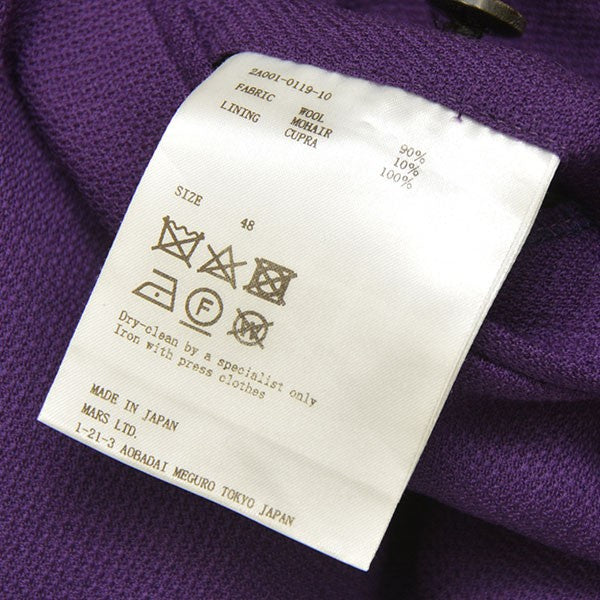 2A001-0119-10
FABRIC WOOL 90%
MOHAIR 10%
LINING CUPRA 100%
SIZE 48
F
W
Dry-clean by a specialist only
Iron with press clothes
MADE IN JAPAN
MARS LTD.
1-21-3 AOBADAI MEGURO TOKYO JAPAN